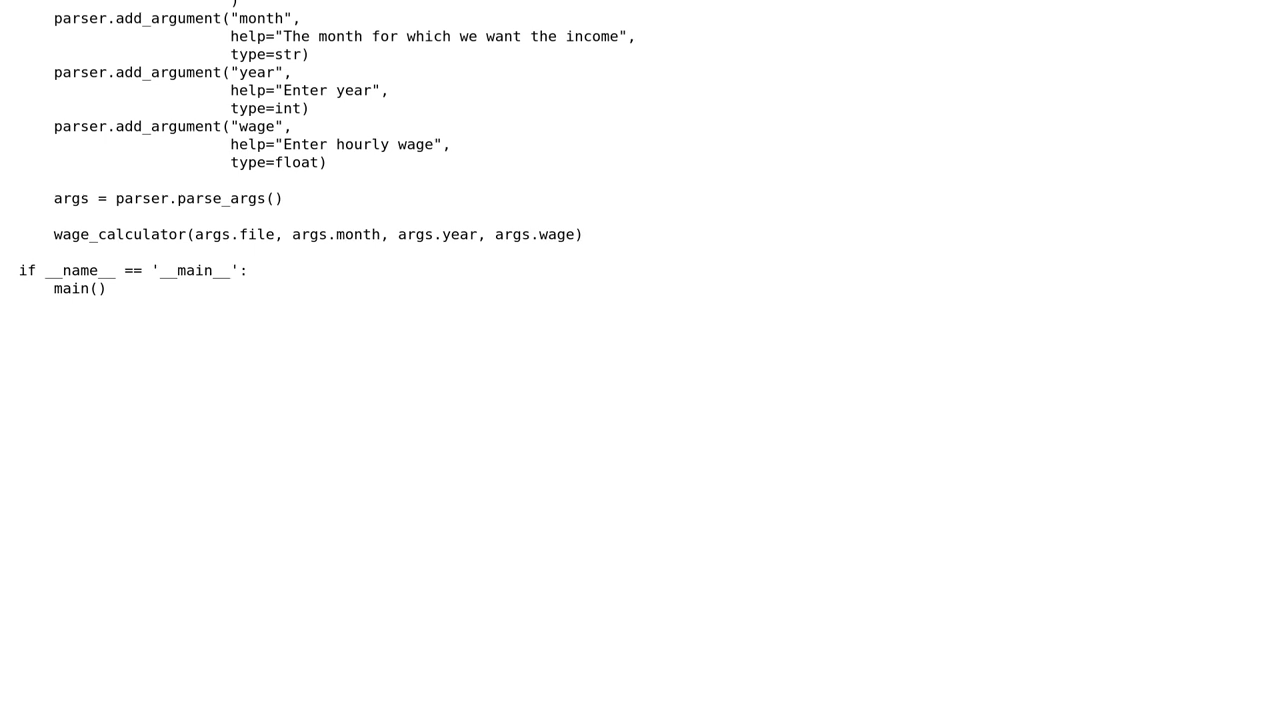 )
parser.add_argument("month",
help="The month for which we want the income",
type=str)
parser.add_argument("year",
help="Enter year",
type=int)
parser.add_argument("wage",
help="Enter hourly wage",
type=float)
args = parser.parse_args()
wage_calculator(args.file, args.month, args.year, args.wage)
if __name__ == '__main__':
main()